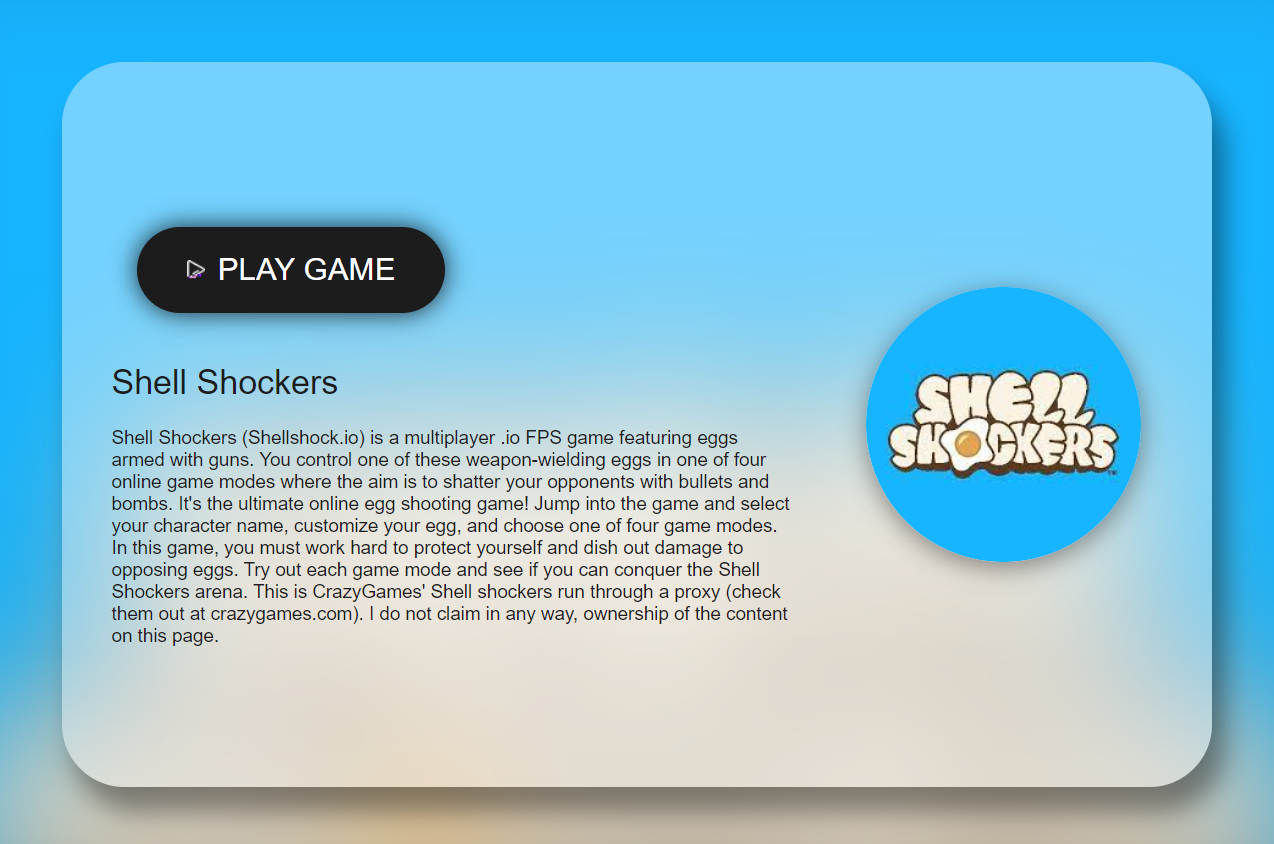 PLAY GAME
Shell Shockers
Shell Shockers (Shellshock.io) is a multiplayer .io FPS game featuring eggs
armed with guns. You control one of these weapon-wielding eggs in one of four
online game modes where the aim is to shatter your opponents with bullets and
bombs. It's the ultimate online egg shooting game! Jump into the game and select
your character name, customize your egg, and choose one of four game modes.
In this game, you must work hard to protect yourself and dish out damage to
opposing eggs. Try out each game mode and see if you can conquer the Shell
Shockers arena. This is CrazyGames' Shell shockers run through a proxy (check
them out at crazygames.com). I do not claim in any way, ownership of the content
on this page.
SHELL
SHOCKERS™